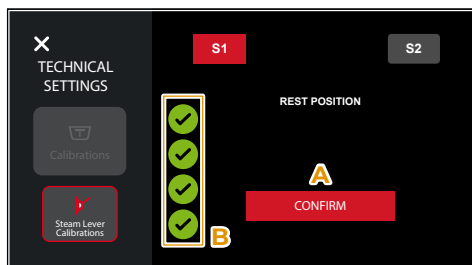 S1
S2
TECHNICAL
SETTINGS
REST POSITION
Calibrations
A
CONFIRM
Steam Lever
Calibrations
B